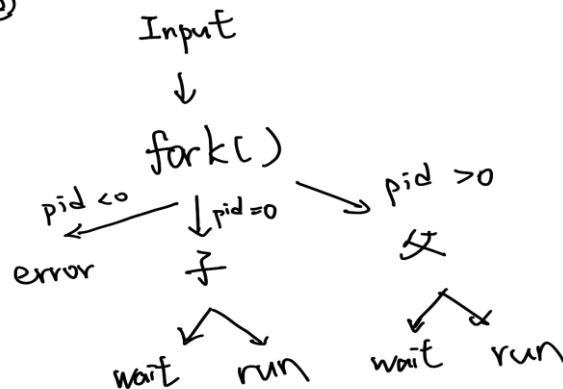 Input
fork()
pid <0
pid=0
pid >0
error
子
父
wait
run
wait
run